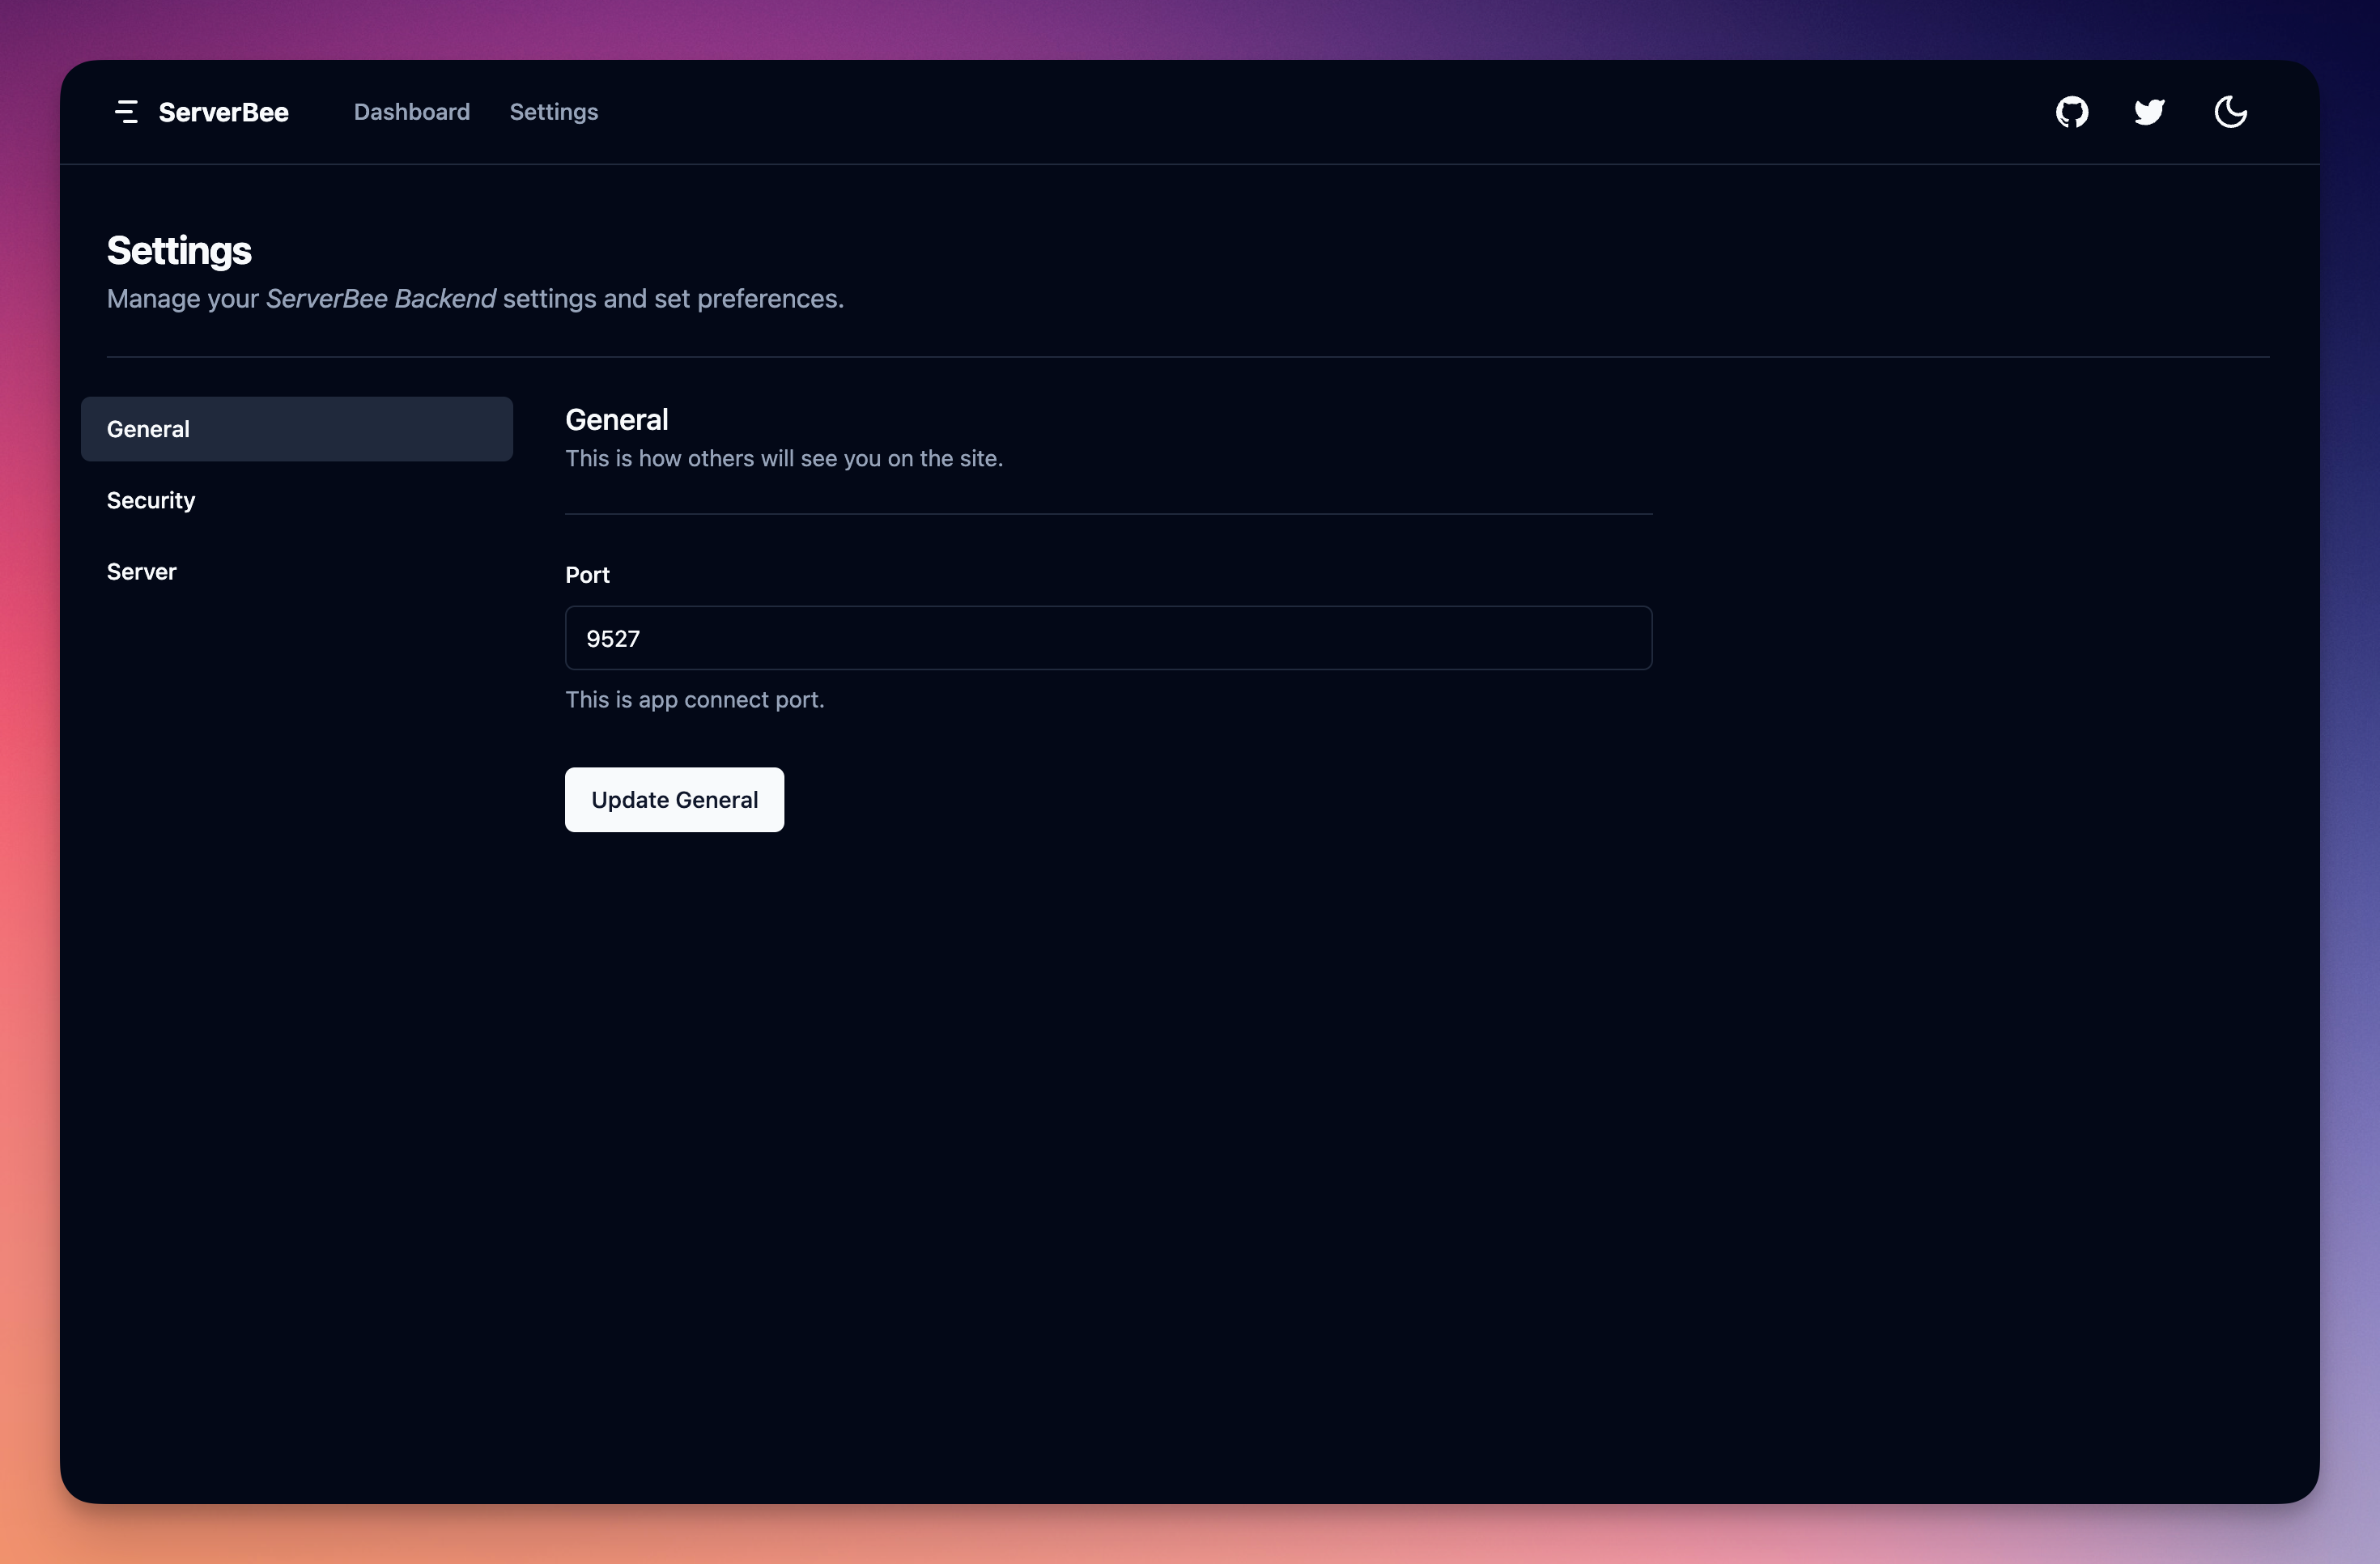 ServerBee
Dashboard
Settings
Settings
Manage your ServerBee Backend settings and set preferences.
General
Security
Server
General
This is how others will see you on the site.
Port
9527
This is app connect port.
Update General